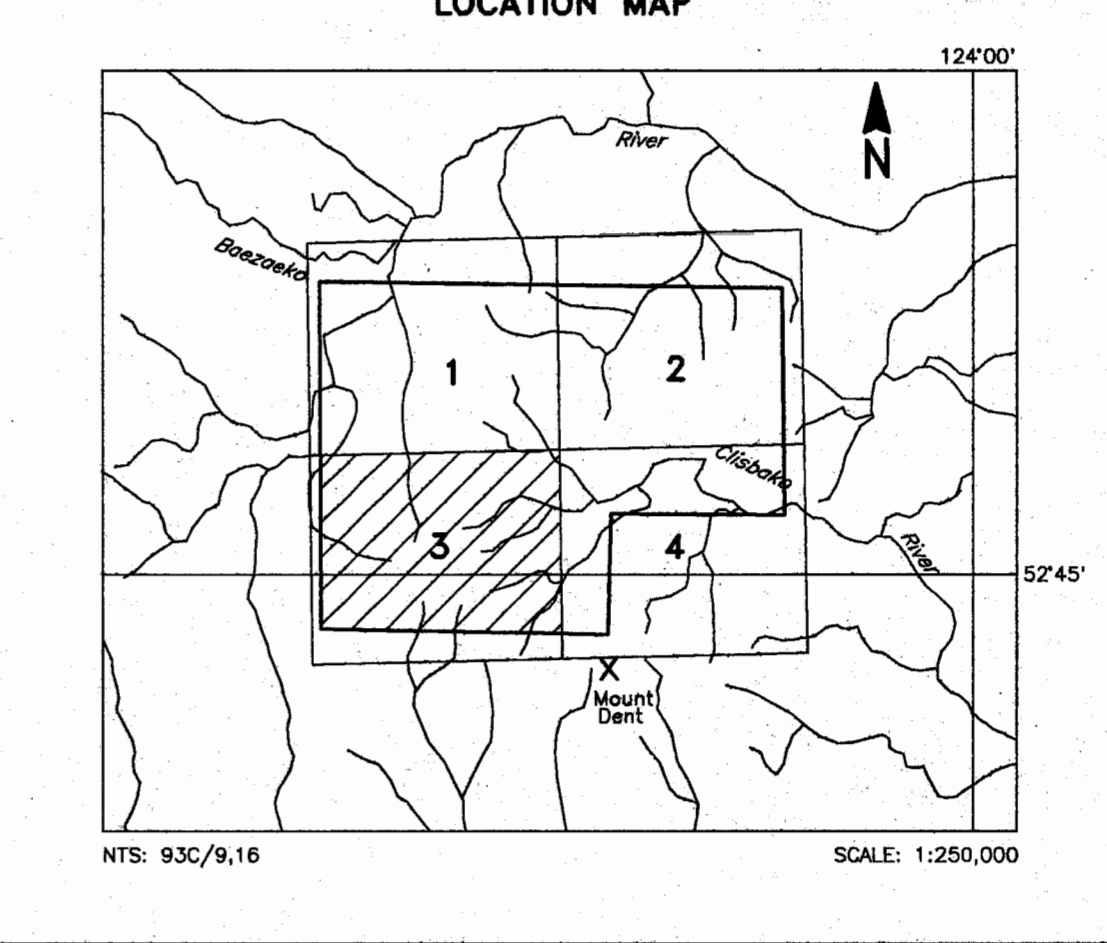 LOCATION MAP
124°00'
River
N
Baezaeko
1
2
Clisbako
3
4
River
52°45'
X
Mount
Dent
NTS: 93C/9,16
SCALE: 1:250,000